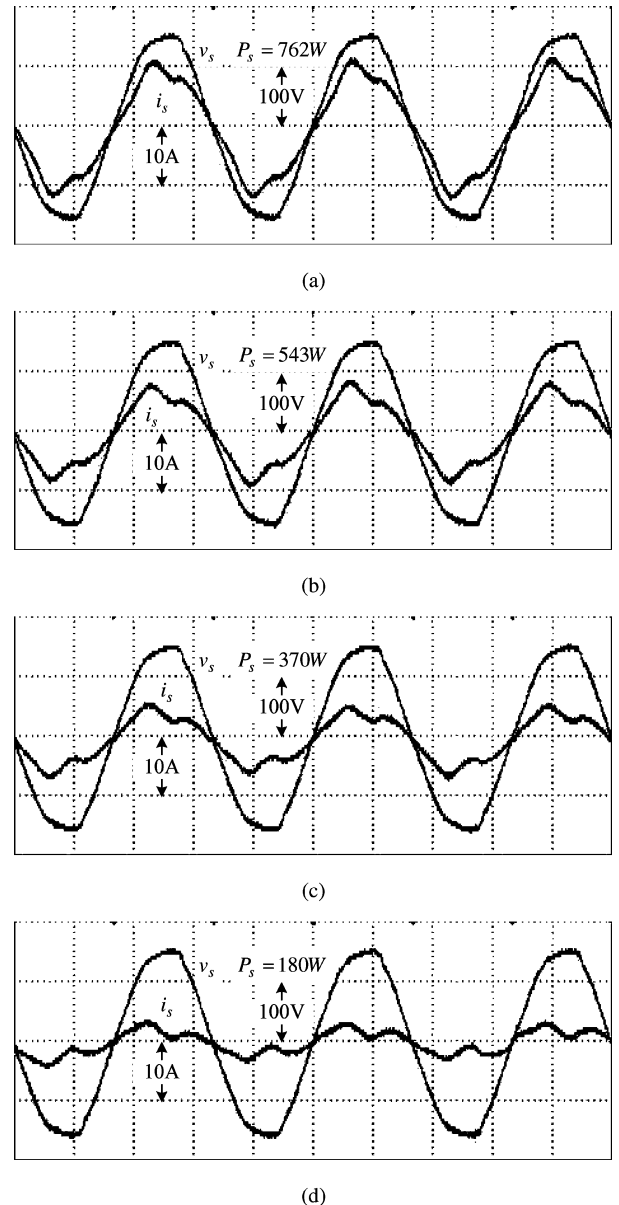 v_s P_s = 762W
100V
i_s
10A
(a)
v_s P_s = 543W
100V
i_s
10A
(b)
v_s P_s = 370W
i_s
100V
10A
(c)
v_s P_s = 180W
i_s
100V
10A
(d)